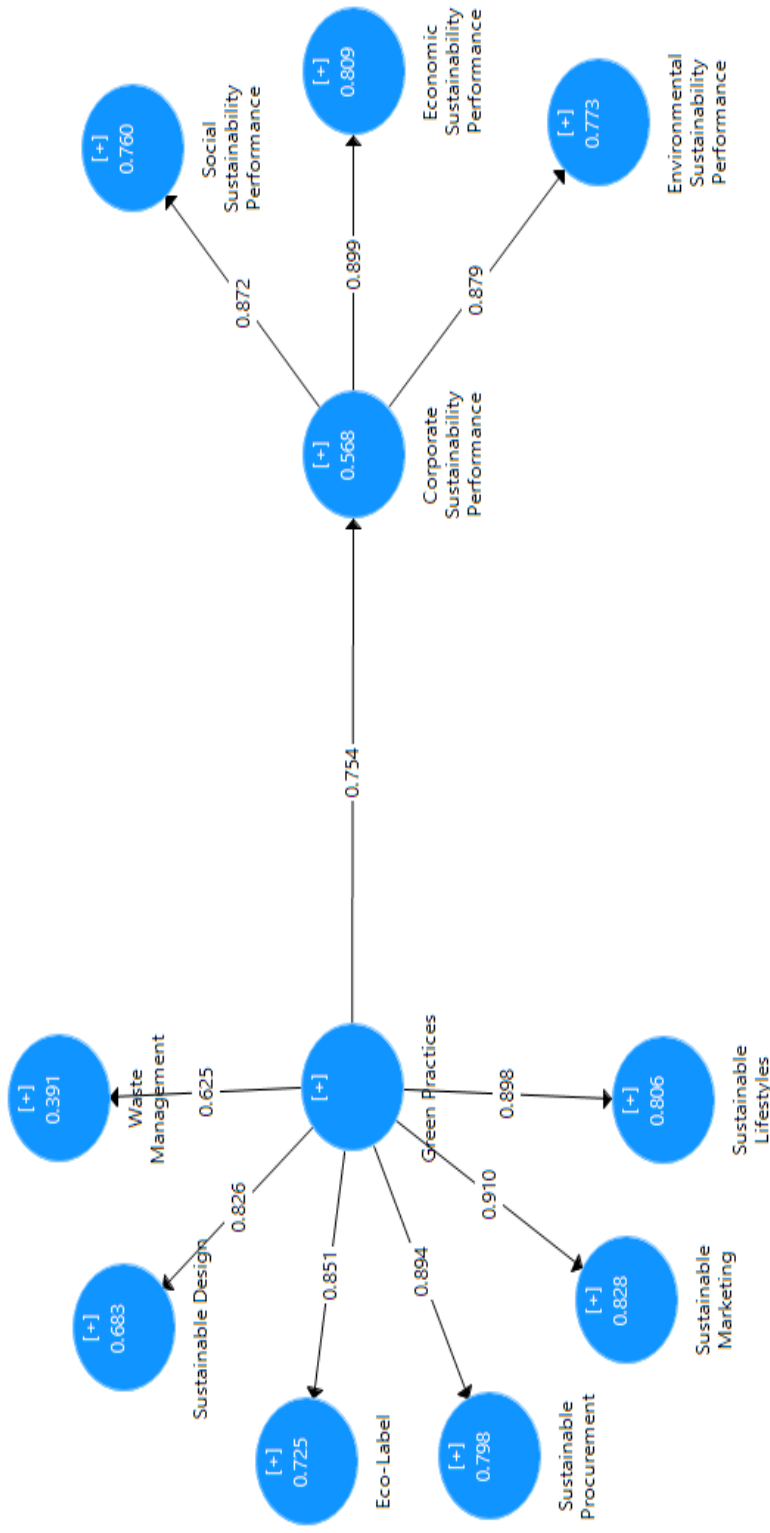 [+]
0.391
Waste
Management
[+]
0.683
Sustainable Design
[+]
0.725
Eco-Label
[+]
0.798
Sustainable
Procurement
[+]
0.828
Sustainable
Marketing
[+]
0.806
Sustainable
Lifestyles
0.625
0.826
0.851
0.894
0.910
0.898
[+]
Green Practices
0.754
[+]
0.568
Corporate
Sustainability
Performance
0.872
0.899
0.879
[+]
0.760
Social
Sustainability
Performance
[+]
0.809
Economic
Sustainability
Performance
[+]
0.773
Environmental
Sustainability
Performance